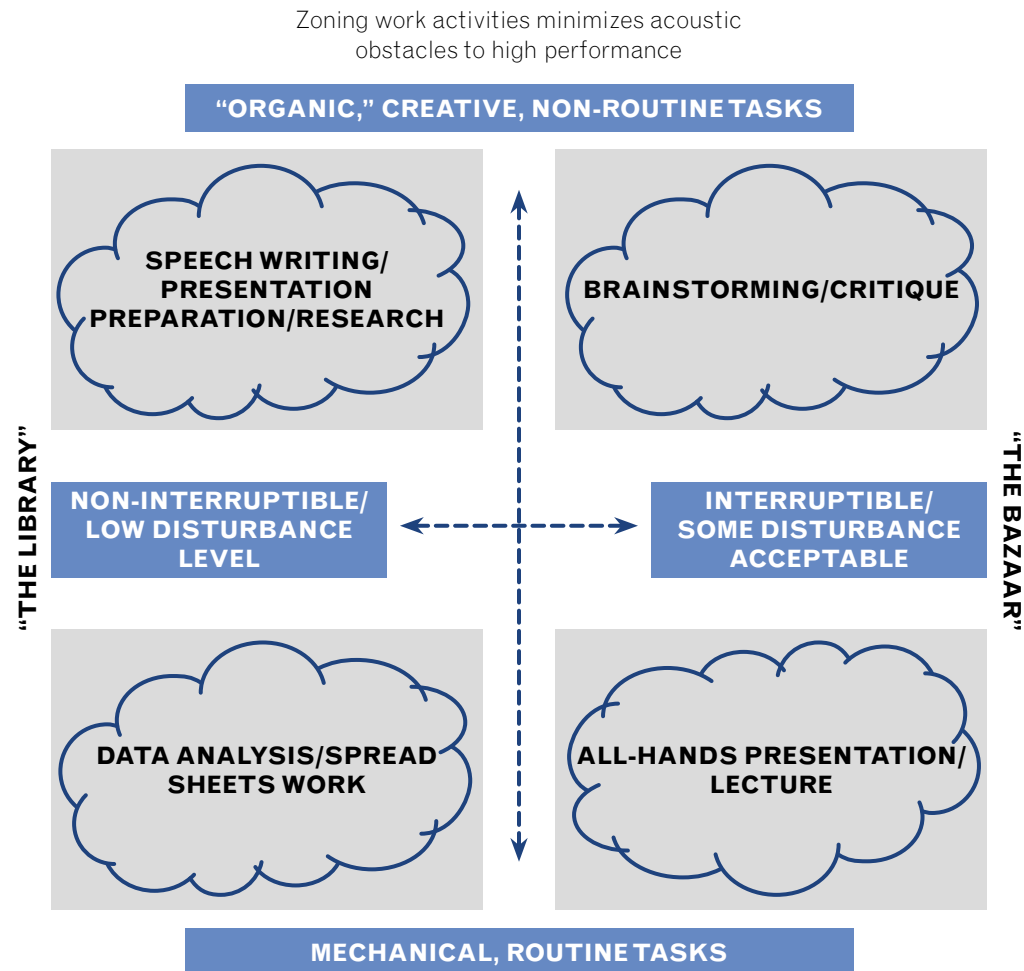 Zoning work activities minimizes acoustic
obstacles to high performance
“ORGANIC,” CREATIVE, NON-ROUTINE TASKS
SPEECH WRITING/
PRESENTATION
PREPARATION/RESEARCH
BRAINSTORMING/CRITIQUE
“THE LIBRARY”
NON-INTERRUPTIBLE/
LOW DISTURBANCE
LEVEL
INTERRUPTIBLE/
SOME DISTURBANCE
ACCEPTABLE
“THE BAZAAR”
DATA ANALYSIS/SPREAD
SHEETS WORK
ALL-HANDS PRESENTATION/
LECTURE
MECHANICAL, ROUTINE TASKS